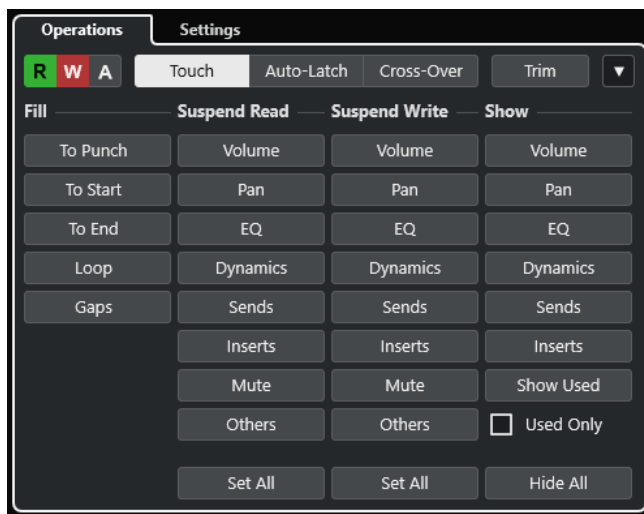 Operations Settings
R W A Touch Auto-Latch Cross-Over Trim ▼
Fill Suspend Read Suspend Write Show
To Punch Volume Volume Volume
To Start Pan Pan Pan
To End EQ EQ EQ
Loop Dynamics Dynamics Dynamics
Gaps Sends Sends Sends
Inserts Inserts Inserts
Mute Mute Show Used
Others Others Used Only
Set All Set All Hide All